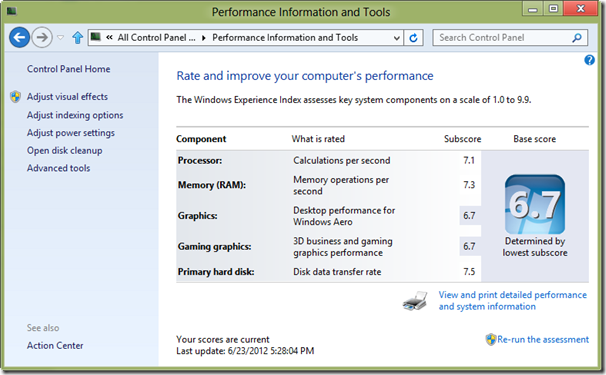 Performance Information and Tools
« All Control Panel ... ▸ Performance Information and Tools
Search Control Panel
Control Panel Home
Adjust visual effects
Adjust indexing options
Adjust power settings
Open disk cleanup
Advanced tools
See also
Action Center
Rate and improve your computer's performance
The Windows Experience Index assesses key system components on a scale of 1.0 to 9.9.
Component What is rated Subscore Base score
Processor: Calculations per second 7.1
Memory (RAM): Memory operations per
second 7.3
Graphics: Desktop performance for
Windows Aero 6.7
Gaming graphics: 3D business and gaming
graphics performance 6.7
Primary hard disk: Disk data transfer rate 7.5
6.7
Determined by
lowest subscore
View and print detailed performance
and system information
Your scores are current
Last update: 6/23/2012 5:28:04 PM
Re-run the assessment